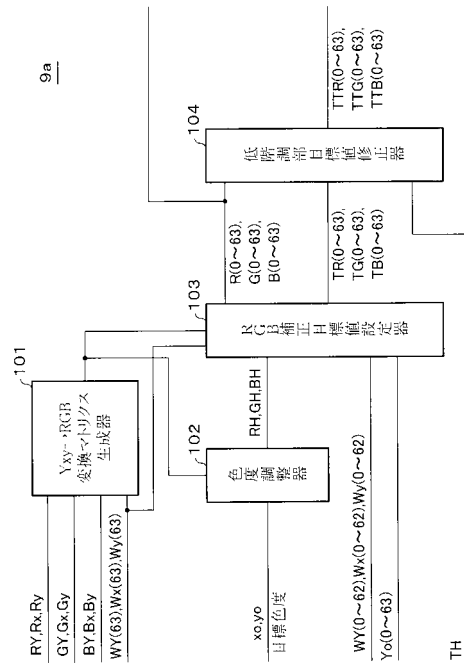 9a
101
Yxy→RGB
変換マトリクス
生成器
RY,Rx,Ry
GY,Gx,Gy
BY,Bx,By
WY(63),Wx(63),Wy(63)
102
色度調整器
xo,yo
目標色度
RH,GH,BH
103
RGB補正目標値設定器
WY(0〜62),Wx(0〜62),Wy(0〜62)
Yo(0〜63)
R(0〜63),
G(0〜63),
B(0〜63)
TR(0〜63),
TG(0〜63),
TB(0〜63)
104
低階調部目標値修正器
TTR(0〜63),
TTG(0〜63),
TTB(0〜63)
TH